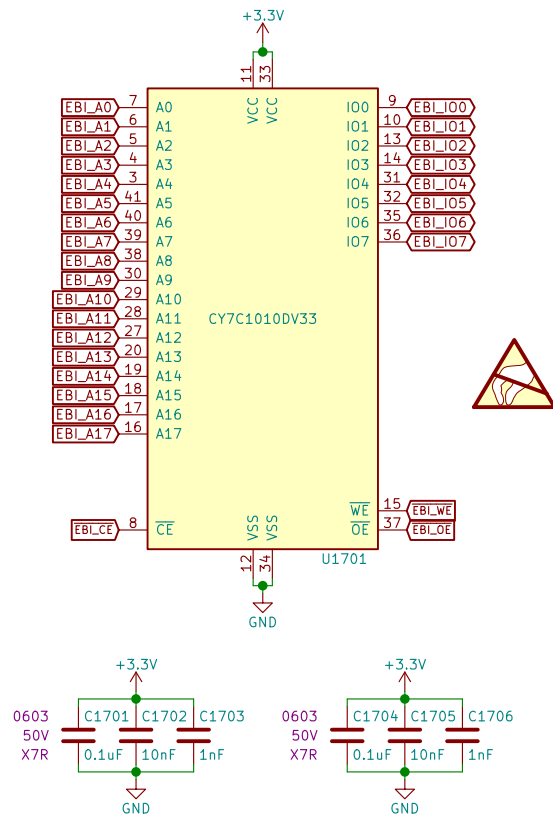 +3.3V
11 33
VCC VCC
EBI_A0 7 A0 IO0 9 EBI_IO0
EBI_A1 6 A1 IO1 10 EBI_IO1
EBI_A2 5 A2 IO2 13 EBI_IO2
EBI_A3 4 A3 IO3 14 EBI_IO3
EBI_A4 3 A4 IO4 31 EBI_IO4
EBI_A5 41 A5 IO5 32 EBI_IO5
EBI_A6 40 A6 IO6 35 EBI_IO6
EBI_A7 39 A7 IO7 36 EBI_IO7
EBI_A8 38 A8
EBI_A9 30 A9
EBI_A10 29 A10
EBI_A11 28 A11
CY7C1010DV33
EBI_A12 27 A12
EBI_A13 20 A13
EBI_A14 19 A14
EBI_A15 18 A15
EBI_A16 17 A16
EBI_A17 16 A17
WE 15 EBI_WE
EBI_CE 8 CE VSS VSS OE 37 EBI_OE
12 34
U1701
GND
+3.3V +3.3V
0603 C1701 C1702 C1703 0603 C1704 C1705 C1706
50V 50V
X7R 0.1uF 10nF 1nF X7R 0.1uF 10nF 1nF
GND GND